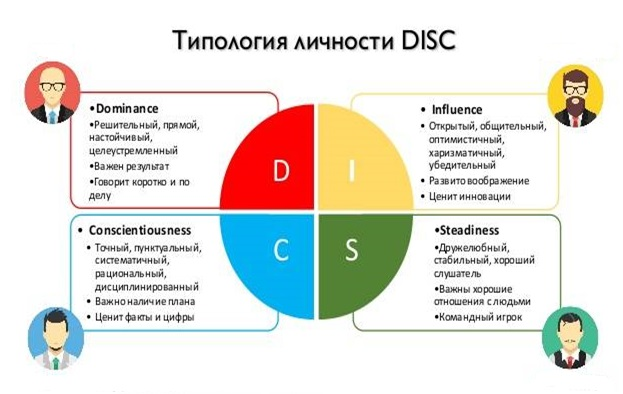 Типология личности DISC
•Dominance
•Решительный, прямой,
настойчивый,
целеустремленный
•Важен результат
•Говорит коротко и по
делу
• Influence
• Открытый, общительный,
оптимистичный,
харизматичный,
убедительный
• Развито воображение
• Ценит инновации
D
I
C
S
• Conscientiousness
• Точный, пунктуальный,
систематичный,
рациональный,
дисциплинированный
• Важно наличие плана
• Ценит факты и цифры
•Steadiness
•Дружелюбный,
стабильный, хороший
слушатель
•Важны хорошие
отношения с людьми
•Командный игрок